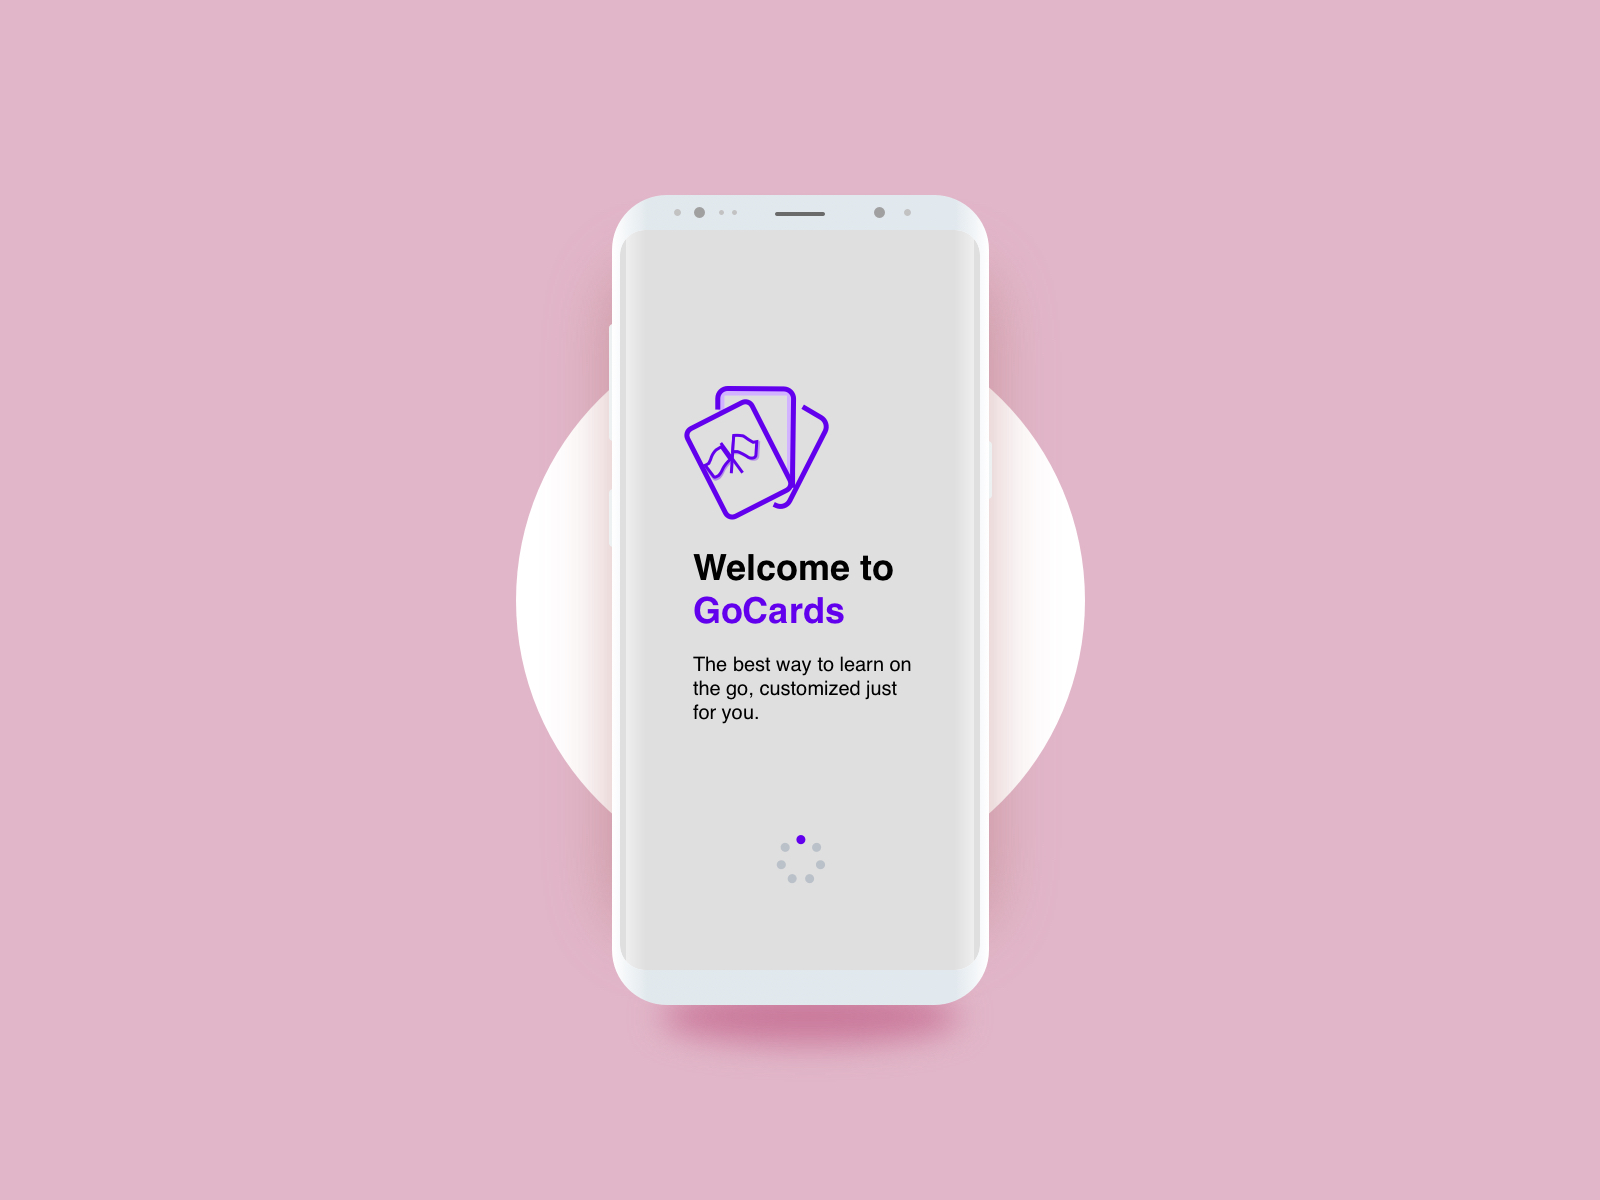 Welcome to
GoCards
The best way to learn on
the go, customized just
for you.